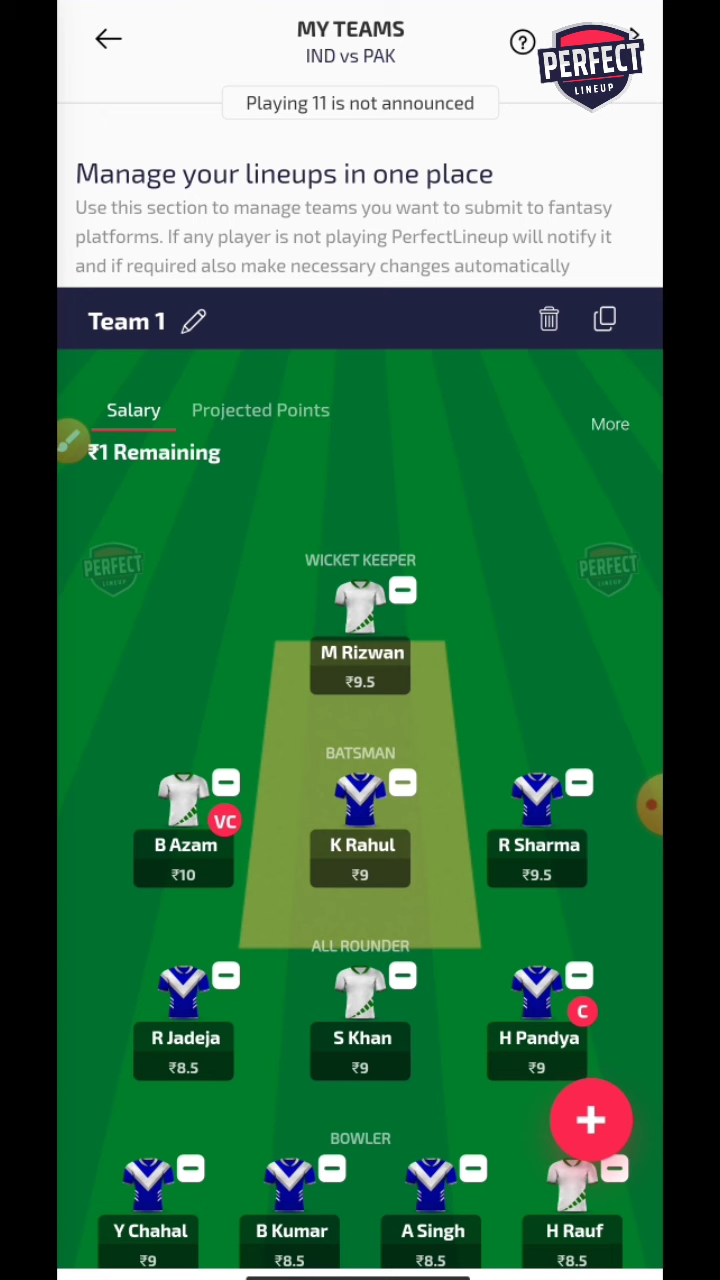 MY TEAMS
IND vs PAK
?
PERFECT
LINEUP
Playing 11 is not announced
Manage your lineups in one place
Use this section to manage teams you want to submit to fantasy
platforms. If any player is not playing PerfectLineup will notify it
and if required also make necessary changes automatically
Team 1
Salary Projected Points
More
₹1 Remaining
WICKET KEEPER
PERFECT
LINEUP
PERFECT
LINEUP
M Rizwan
₹9.5
BATSMAN
VC
B Azam K Rahul R Sharma
₹10 ₹9 ₹9.5
ALL ROUNDER
C
R Jadeja S Khan H Pandya
₹8.5 ₹9 ₹9
+
BOWLER
Y Chahal B Kumar A Singh H Rauf
₹9 ₹8.5 ₹8.5 ₹8.5